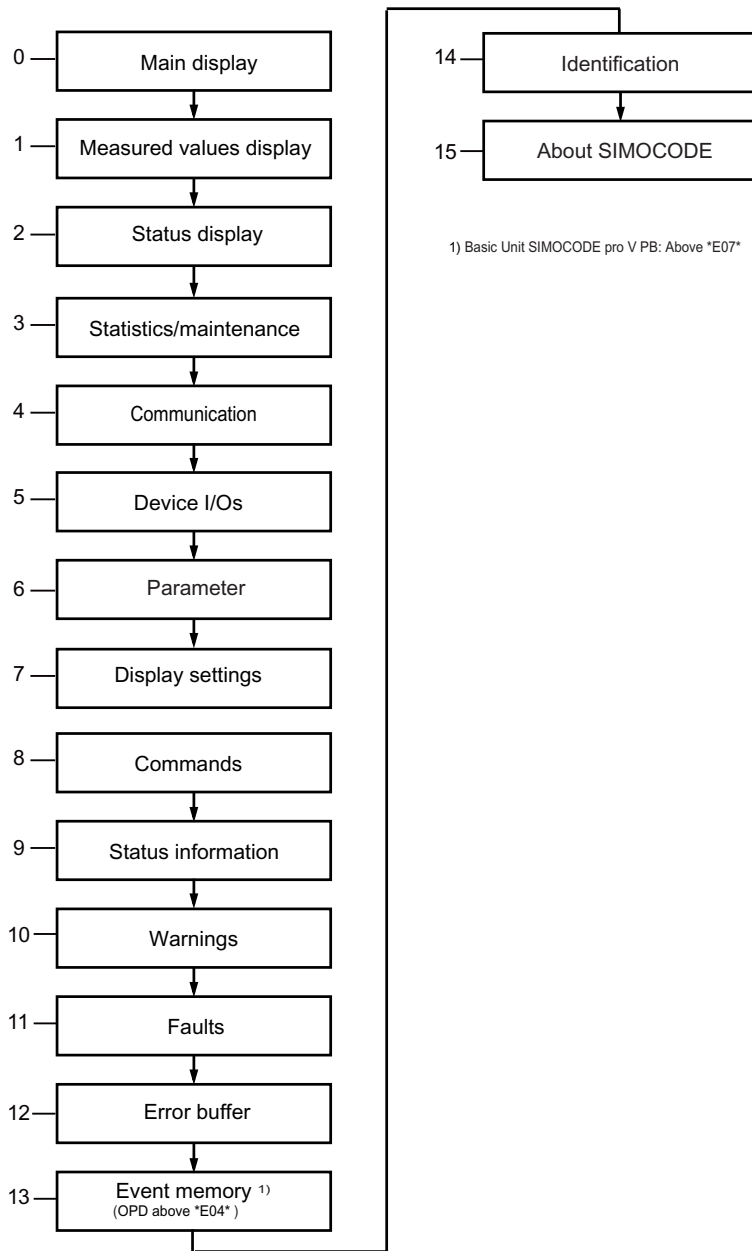 0 Main display
1 Measured values display
2 Status display
3 Statistics/maintenance
4 Communication
5 Device I/Os
6 Parameter
7 Display settings
8 Commands
9 Status information
10 Warnings
11 Faults
12 Error buffer
13 Event memory 1)
(OPD above *E04* )
14 Identification
15 About SIMOCODE
1) Basic Unit SIMOCODE pro V PB: Above *E07*